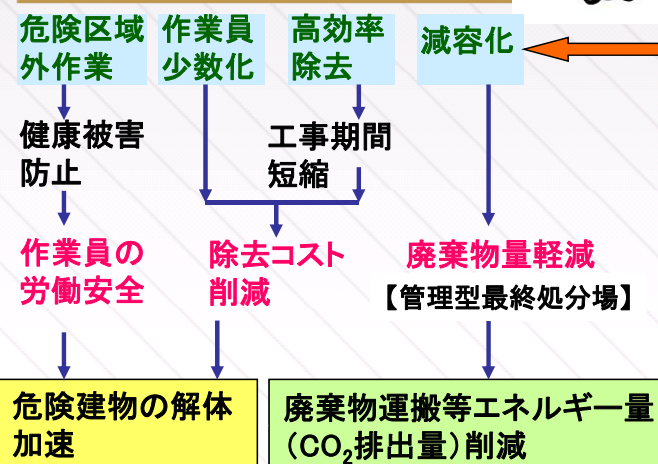 危険区域
外作業
作業員
少数化
高効率
除去
減容化
健康被害
防止
工事期間
短縮
作業員の
労働安全
除去コスト
削減
廃棄物量軽減
【管理型最終処分場】
危険建物の解体
加速
廃棄物運搬等エネルギー量
（CO₂排出量）削減